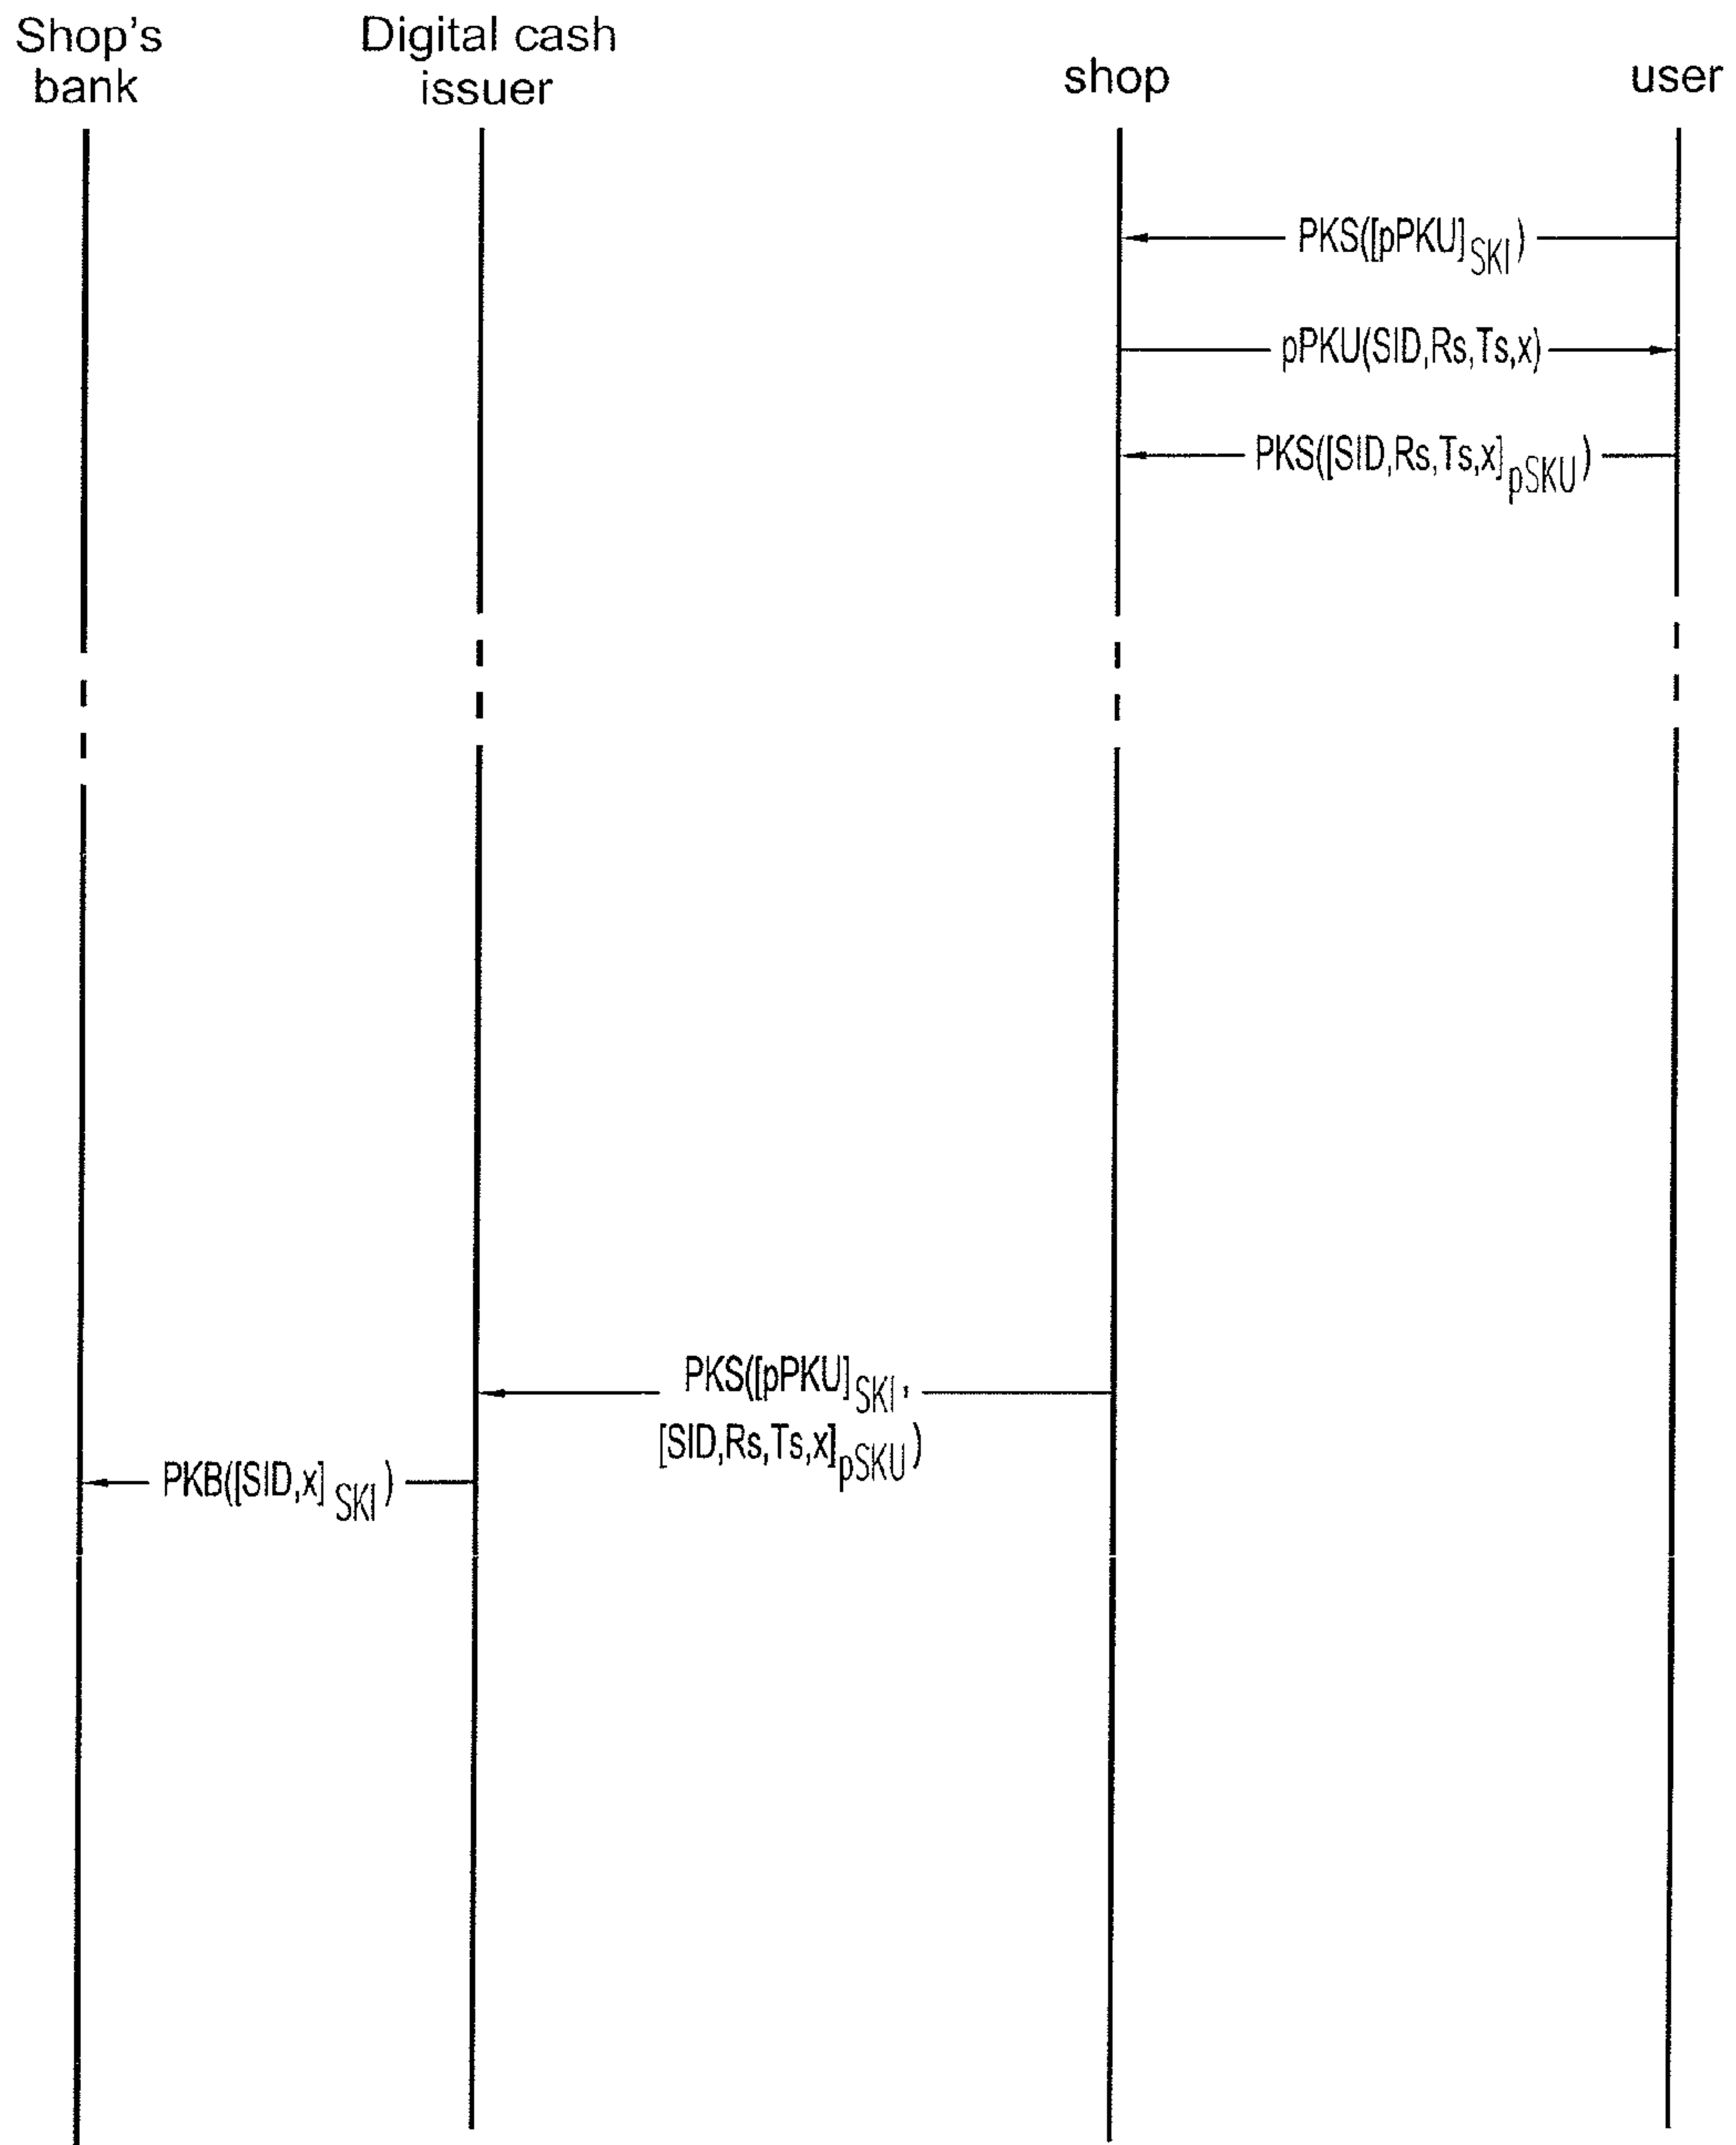 Shop's
bank
Digital cash
issuer
shop
user
PKS([pPKU]SKI)
pPKU(SID,Rs,Ts,x)
PKS([SID,Rs,Ts,x]pSKU)
PKS([pPKU]SKI,
[SID,Rs,Ts,x]pSKU)
PKB([SID,x]SKI)